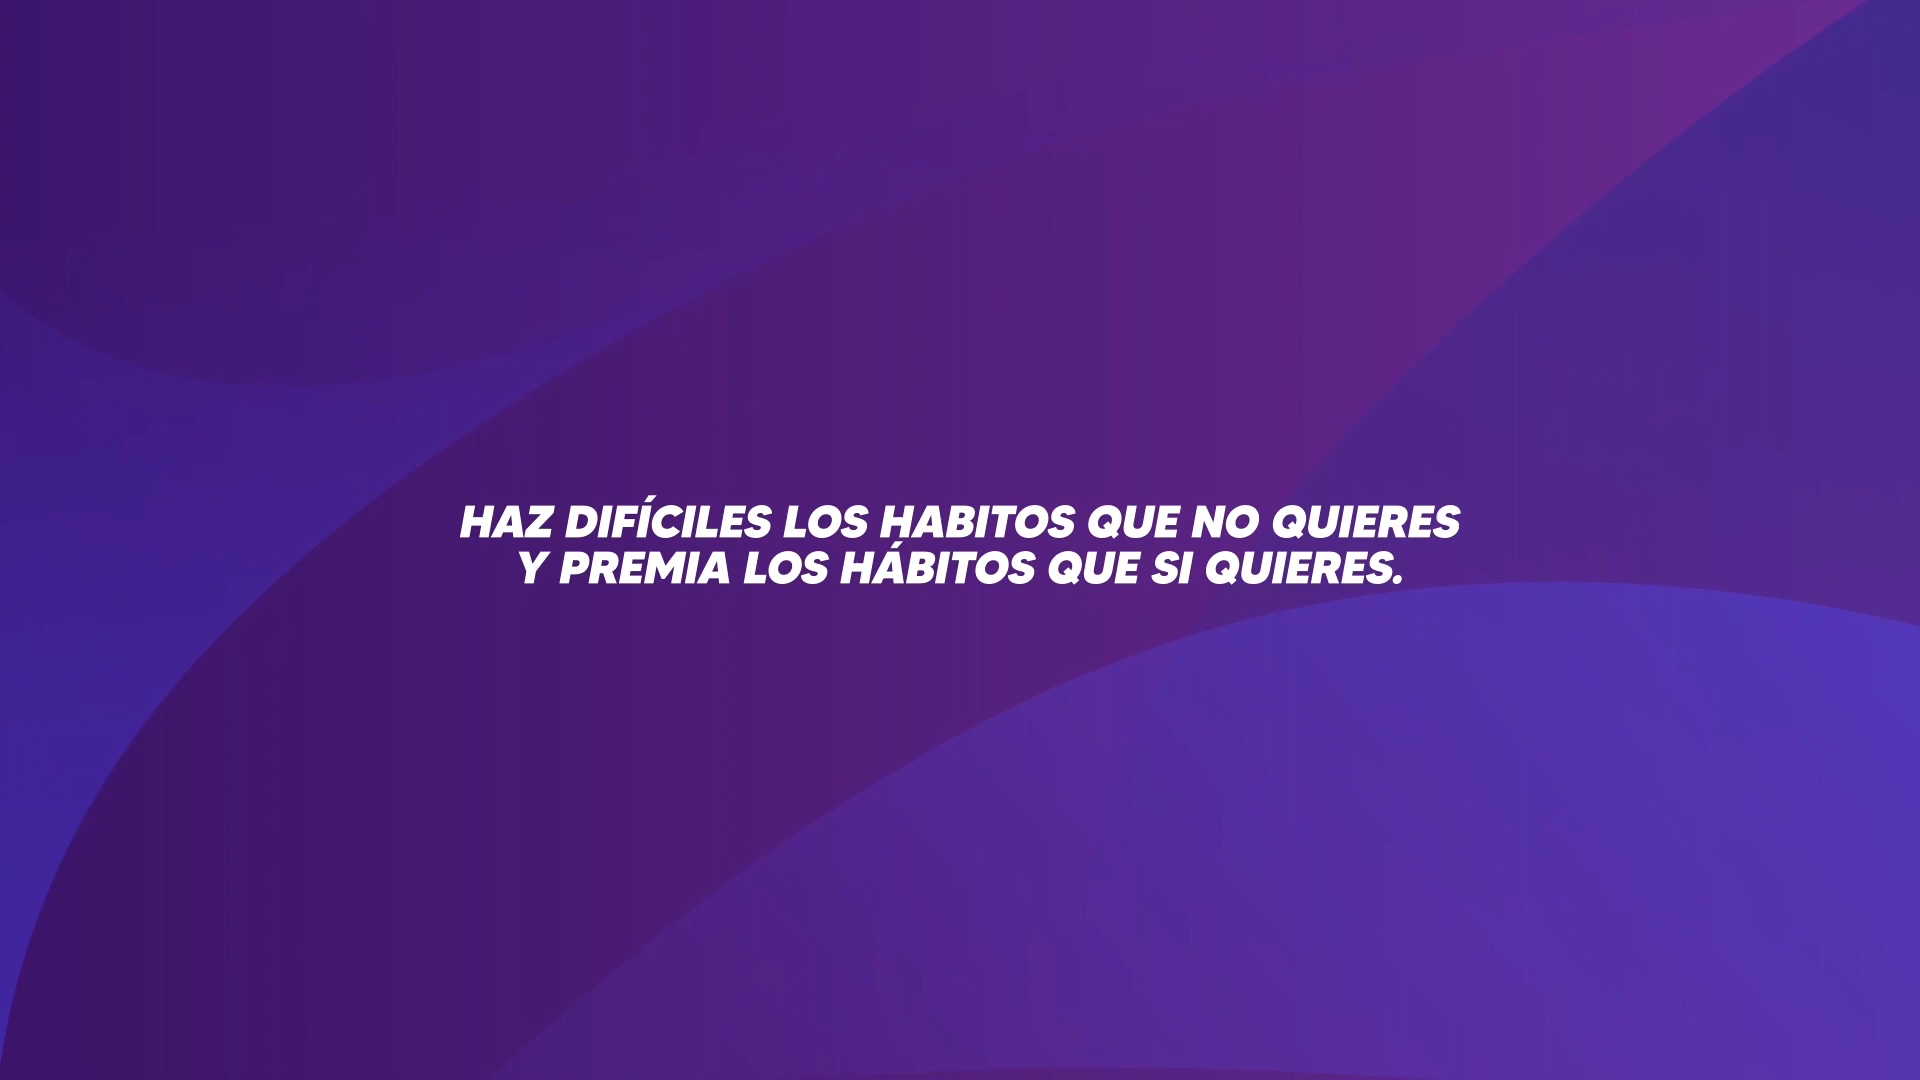 HAZ DIFÍCILES LOS HABITOS QUE NO QUIERES
Y PREMIA LOS HÁBITOS QUE SI QUIERES.